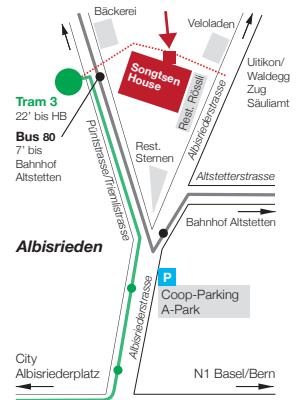 Bäckerei
Veloladen
Songtsen
House
Rest. Rössli
Albisriederstrasse
Uitikon/
Waldegg
Zug
Säuliamt
Tram 3
22’ bis HB
Bus 80
7’ bis
Bahnhof
Altstetten
Püntstrasse/Triemlistrasse
Rest.
Sternen
Altstetterstrasse
Bahnhof Altstetten
Albisrieden
P
Coop-Parking
A-Park
Albisriederstrasse
City
Albisriederplatz
N1 Basel/Bern